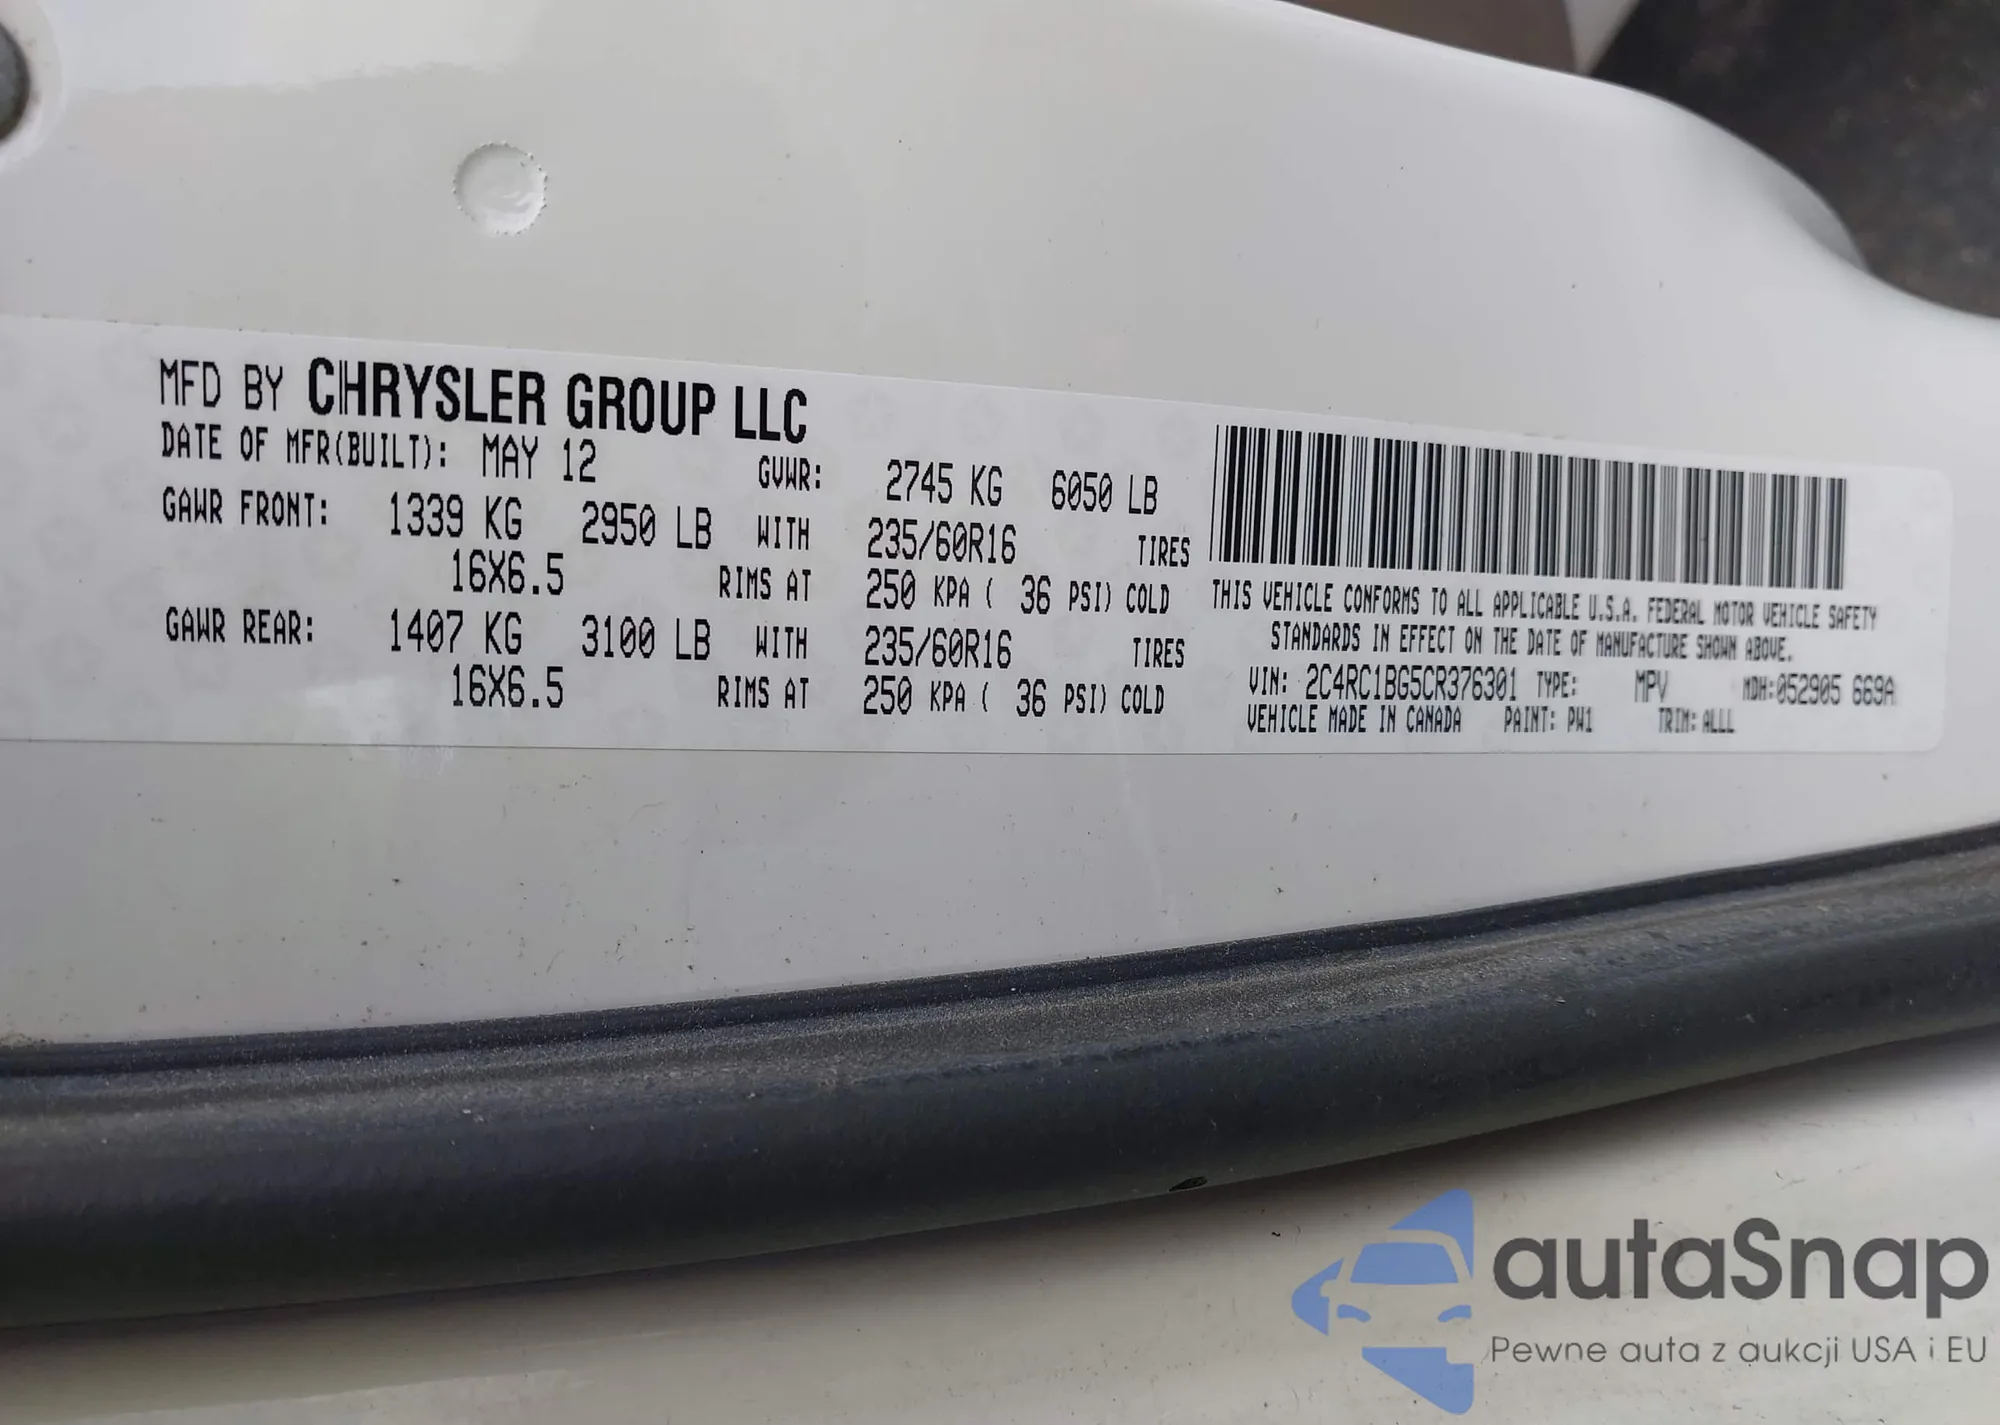 MFD BY CHRYSLER GROUP LLC
DATE OF MFR(BUILT): MAY 12 GVWR: 2745 KG 6050 LB
GAWR FRONT: 1339 KG 2950 LB WITH 235/60R16 TIRES
16X6.5 RIMS AT 250 KPA ( 36 PSI) COLD
GAWR REAR: 1407 KG 3100 LB WITH 235/60R16 TIRES
16X6.5 RIMS AT 250 KPA ( 36 PSI) COLD
THIS VEHICLE CONFORMS TO ALL APPLICABLE U.S.A. FEDERAL MOTOR VEHICLE SAFETY
STANDARDS IN EFFECT ON THE DATE OF MANUFACTURE SHOWN ABOVE.
VIN: 2C4RC1BG5CR376301 TYPE: MPV MDH:052905 669A
VEHICLE MADE IN CANADA PAINT: PW1 TRIM: ALLL
autaSnap
Pewne auta z aukcji USA i EU